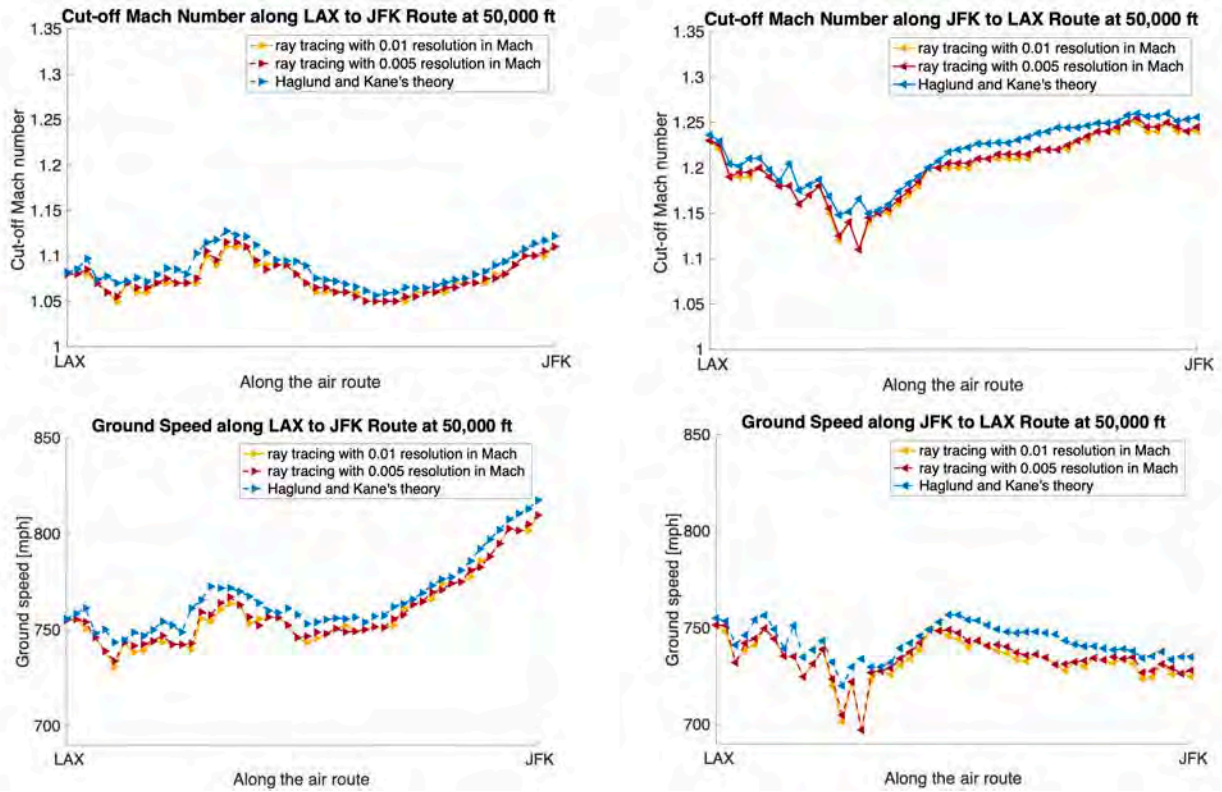 Cut-off Mach Number along LAX to JFK Route at 50,000 ft
1.35
1.3
1.25
1.2
1.15
1.1
1.05
1
Cut-off Mach number
ray tracing with 0.01 resolution in Mach
ray tracing with 0.005 resolution in Mach
Haglund and Kane's theory
LAX
JFK
Along the air route
Cut-off Mach Number along JFK to LAX Route at 50,000 ft
1.35
1.3
1.25
1.2
1.15
1.1
1.05
1
Cut-off Mach number
ray tracing with 0.01 resolution in Mach
ray tracing with 0.005 resolution in Mach
Haglund and Kane's theory
LAX
JFK
Along the air route
Ground Speed along LAX to JFK Route at 50,000 ft
850
800
750
700
Ground speed [mph]
ray tracing with 0.01 resolution in Mach
ray tracing with 0.005 resolution in Mach
Haglund and Kane's theory
LAX
JFK
Along the air route
Ground Speed along JFK to LAX Route at 50,000 ft
850
800
750
700
Ground speed [mph]
ray tracing with 0.01 resolution in Mach
ray tracing with 0.005 resolution in Mach
Haglund and Kane's theory
LAX
JFK
Along the air route